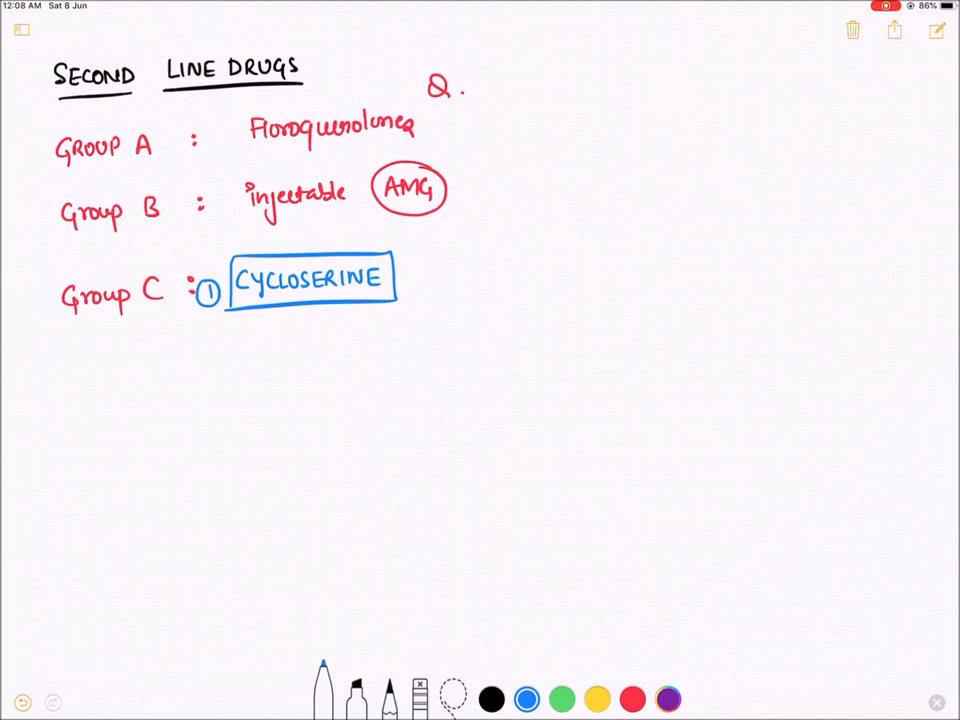 12:08 AM Sat 8 Jun 86%
SECOND LINE DRUGS
Q.
GROUP A : Floroquinolones
Group B : injectable AMG
Group C : ① CYCLOSERINE